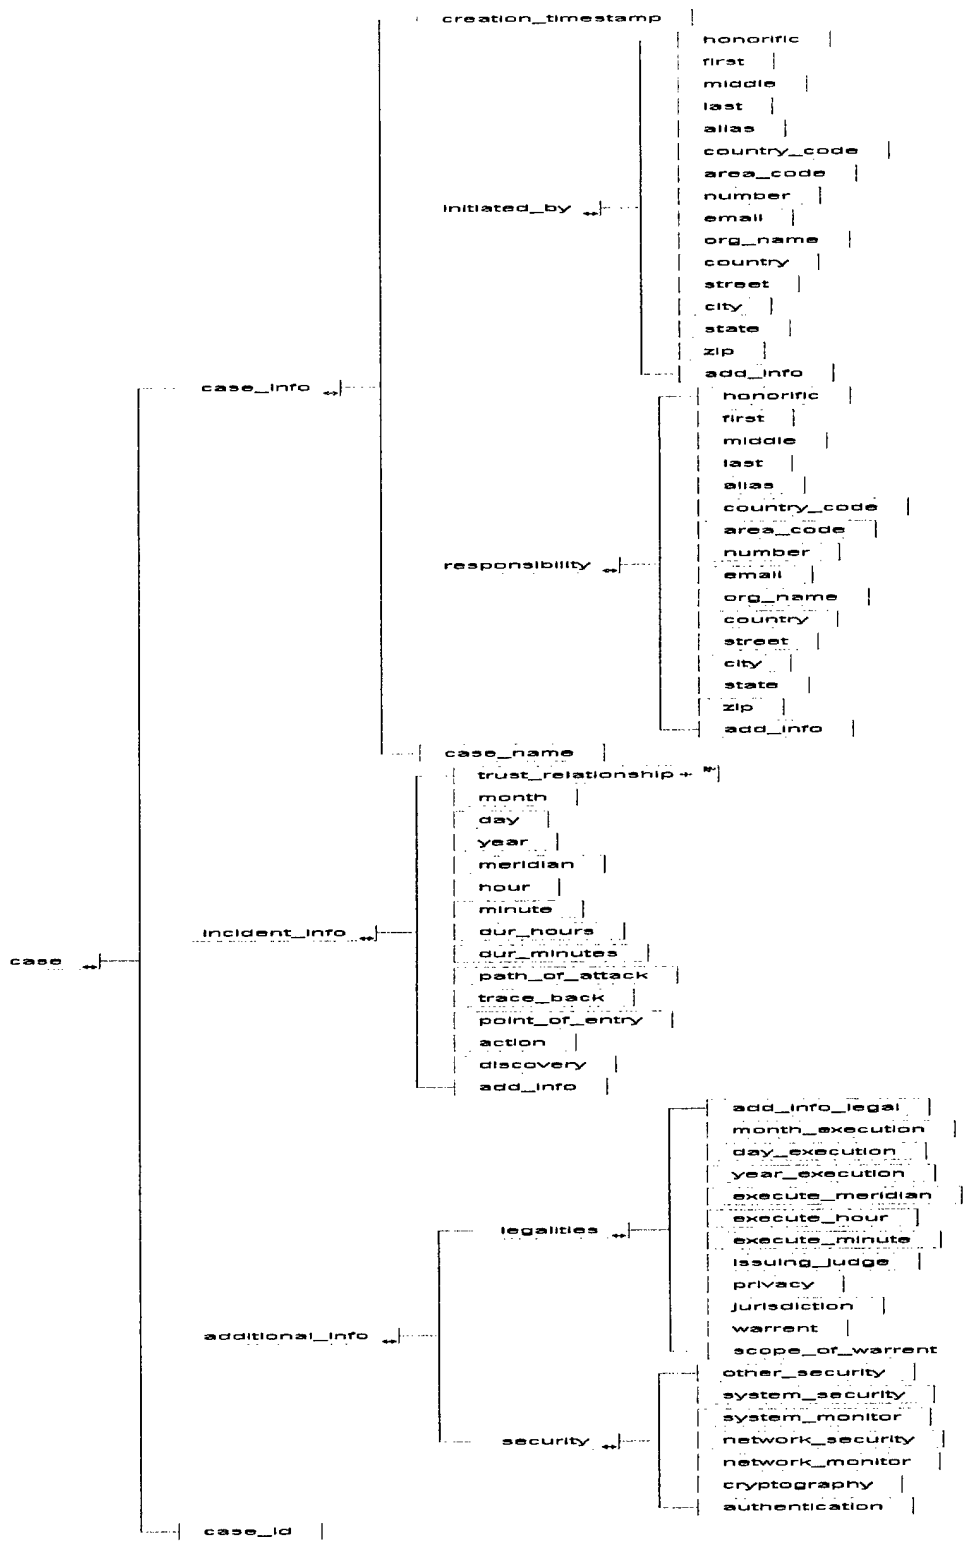 creation_timestamp
honorific
first
middle
last
alias
country_code
area_code
number
initiated_by
email
org_name
country
street
city
state
zip
add_info
case_info
honorific
first
middle
last
alias
country_code
area_code
number
responsibility
email
org_name
country
street
city
state
zip
add_info
case_name
trust_relationship +
month
day
year
meridian
hour
minute
incident_info
dur_hours
dur_minutes
case
path_of_attack
trace_back
point_of_entry
action
discovery
add_info
add_info_legal
month_execution
day_execution
year_execution
execute_meridian
execute_hour
legalities
execute_minute
issuing_judge
privacy
jurisdiction
warrent
additional_info
scope_of_warrent
other_security
system_security
system_monitor
security
network_security
network_monitor
cryptography
authentication
case_id